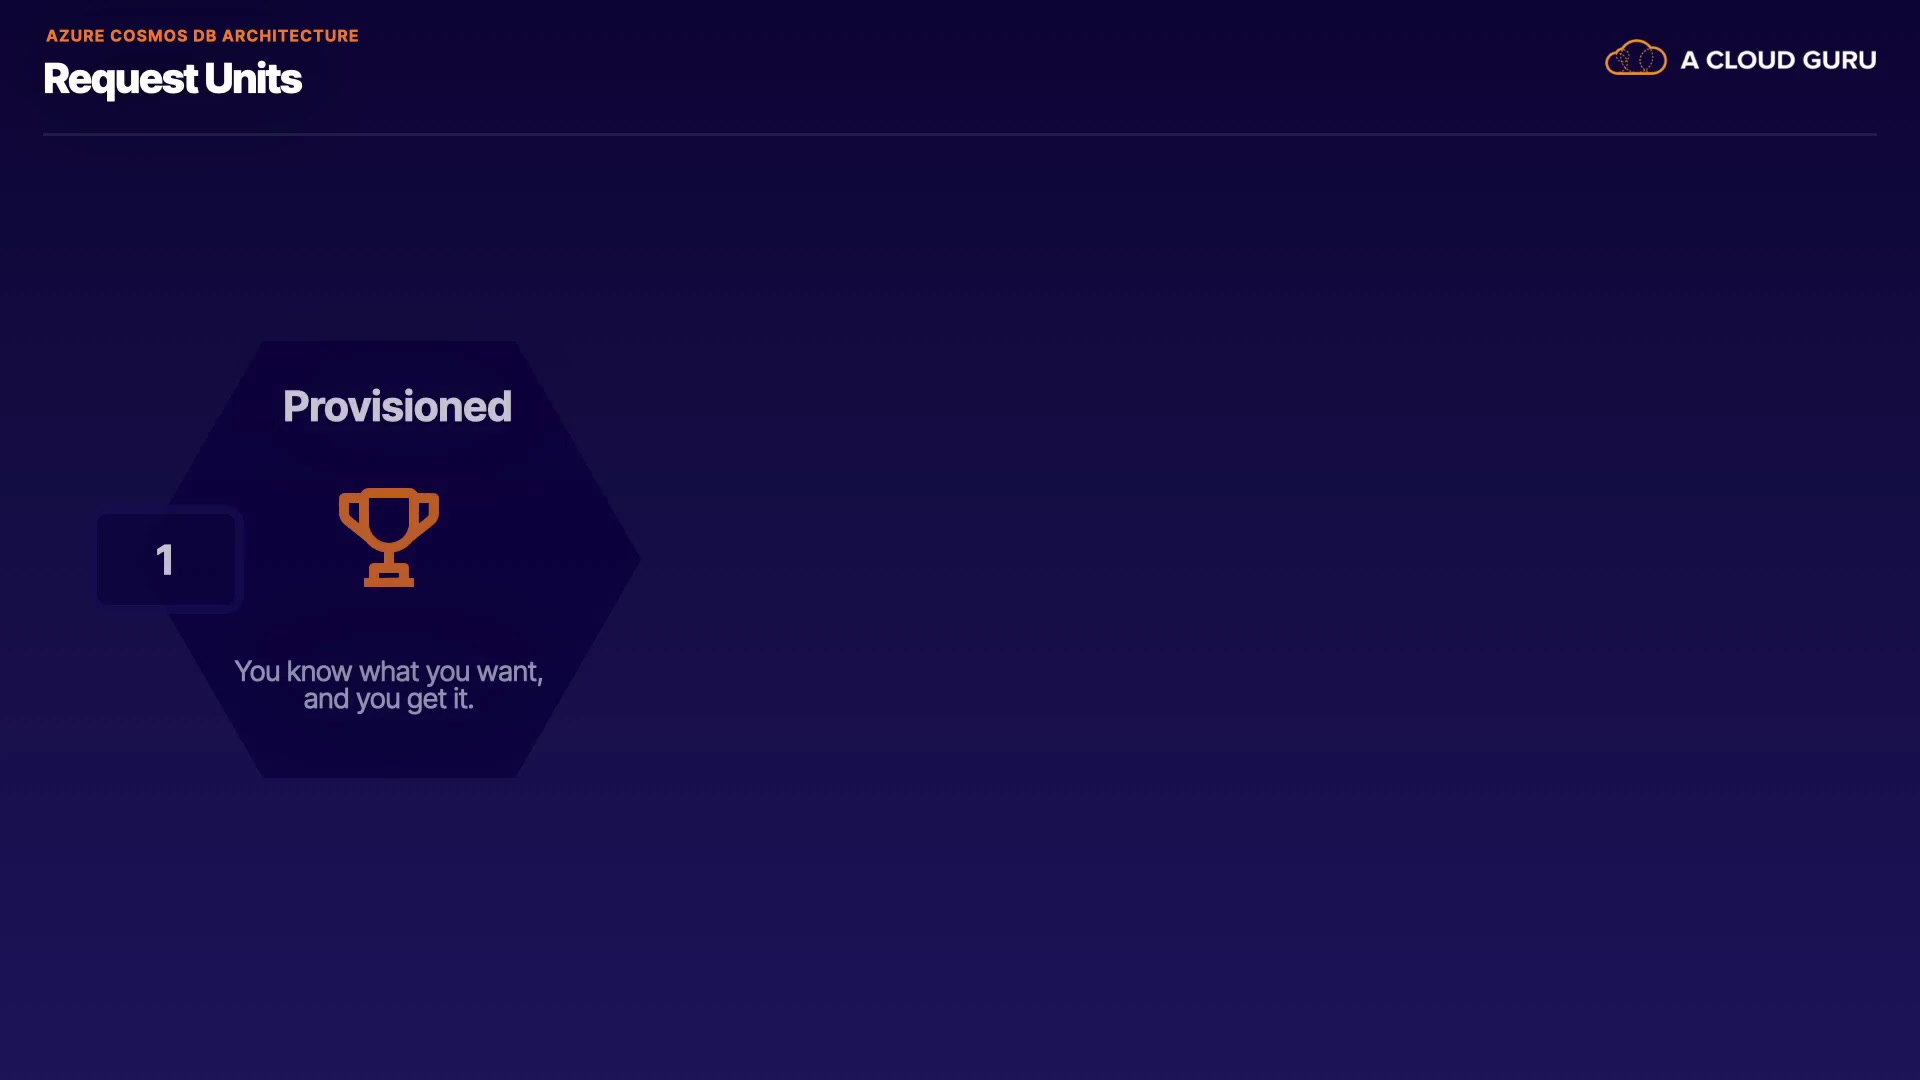 AZURE COSMOS DB ARCHITECTURE
Request Units
A CLOUD GURU
Provisioned
1
You know what you want,
and you get it.